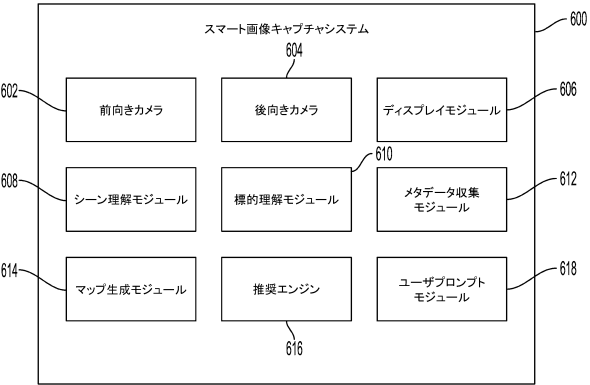 600
スマート画像キャプチャシステム
604
602
前向きカメラ
後向きカメラ
ディスプレイモジュール
606
610
608
シーン理解モジュール
標的理解モジュール
メタデータ収集
モジュール
612
614
マップ生成モジュール
推奨エンジン
ユーザプロンプト
モジュール
618
616